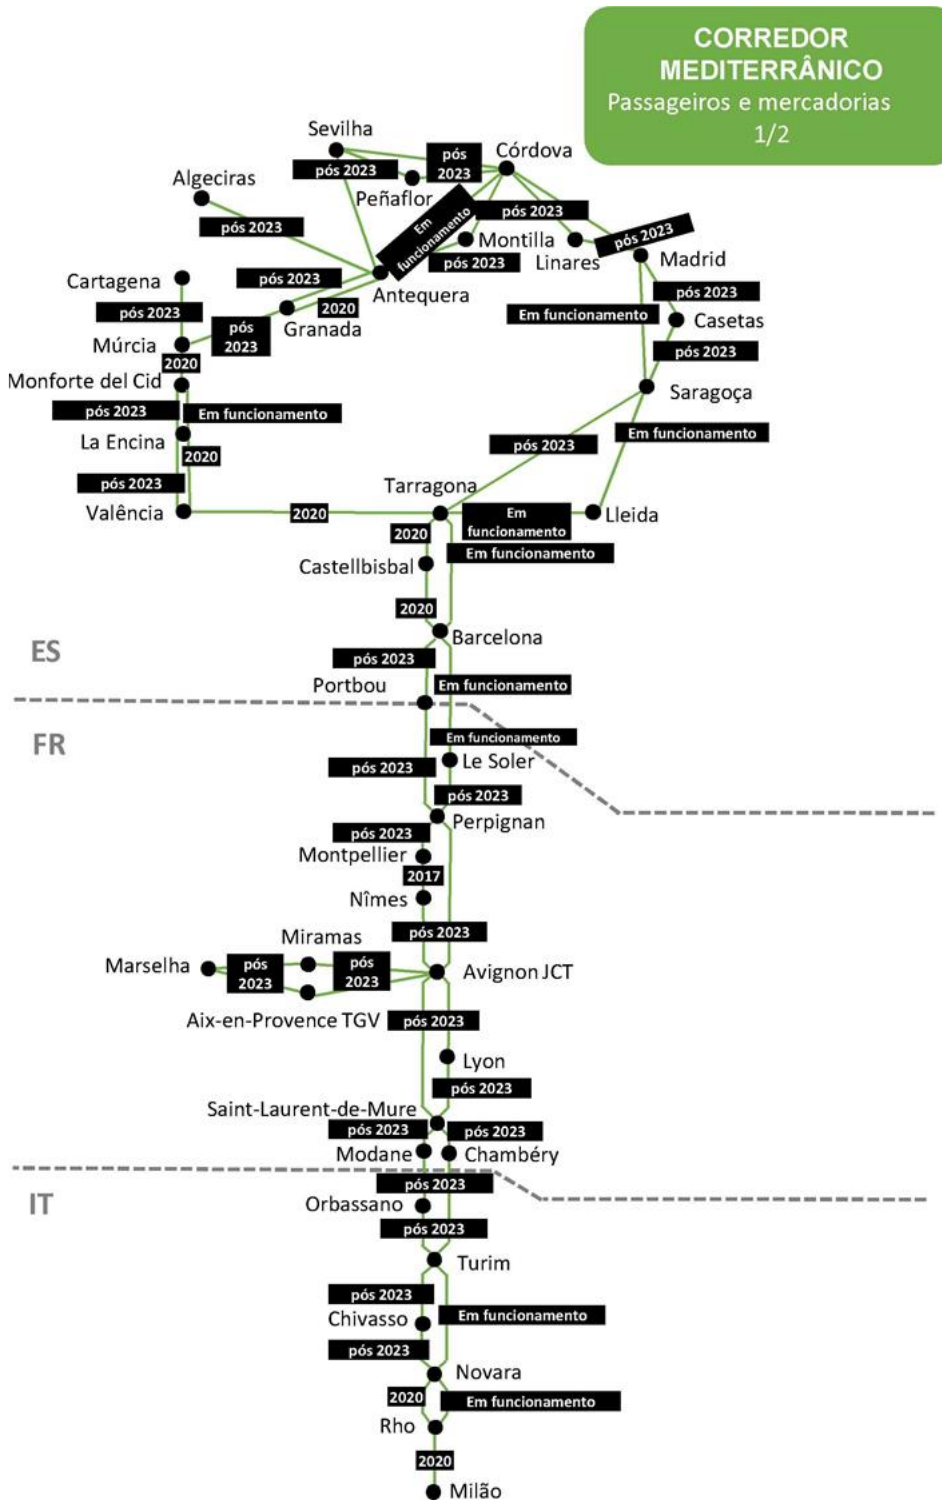 CORREDOR
MEDITERRÂNICO
Passageiros e mercadorias
1/2
Sevilha
Córdova
pós
2023
pós 2023
Algeciras
Peñaflor
Em
funcionamento
pós 2023
pós 2023
Montilla
Linares
pós 2023
Madrid
pós 2023
Cartagena
pós 2023
Antequera
pós 2023
2020
Granada
pós 2023
Em funcionamento
Casetas
Múrcia
pós
2023
pós 2023
2020
Monforte del Cid
Saragoça
pós 2023
Em funcionamento
La Encina
2020
pós 2023
Em funcionamento
pós 2023
Tarragona
Valência
2020
Em
funcionamento
Lleida
2020
Em funcionamento
Castellbisbal
2020
Barcelona
ES
pós 2023
Portbou
Em funcionamento
FR
Em funcionamento
Le Soler
pós 2023
pós 2023
Perpignan
pós 2023
Montpellier
2017
Nîmes
pós 2023
Miramas
Marselha
pós
2023
pós
2023
Avignon JCT
Aix-en-Provence TGV
pós 2023
Lyon
pós 2023
Saint-Laurent-de-Mure
pós 2023
pós 2023
Modane
Chambéry
IT
pós 2023
Orbassano
pós 2023
Turim
pós 2023
Em funcionamento
Chivasso
pós 2023
Novara
2020
Em funcionamento
Rho
2020
Milão